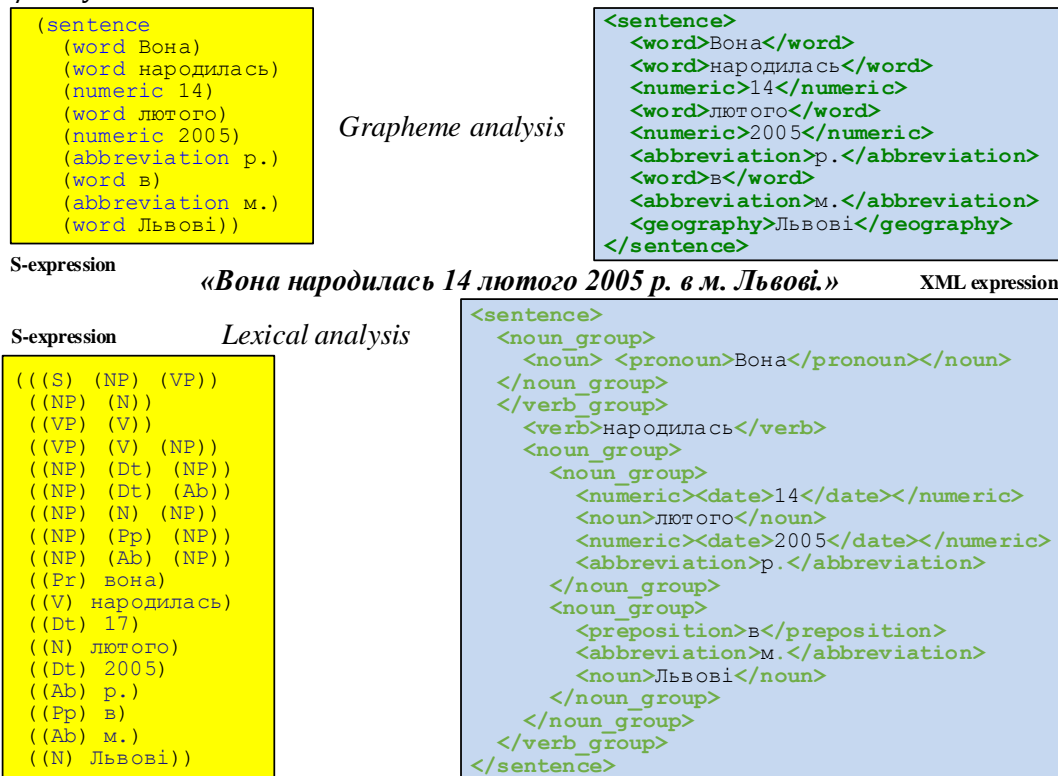 (sentence
(word Вона)
(word народилась)
(numeric 14)
(word лютого)
(numeric 2005)
(abbreviation р.)
(word в)
(abbreviation м.)
(word Львові))
Grapheme analysis
<sentence>
<word>Вона</word>
<word>народилась</word>
<numeric>14</numeric>
<word>лютого</word>
<numeric>2005</numeric>
<abbreviation>р.</abbreviation>
<word>в</word>
<abbreviation>м.</abbreviation>
<geography>Львові</geography>
</sentence>
S-expression
«Вона народилась 14 лютого 2005 р. в м. Львові.»
XML expression
S-expression
Lexical analysis
(((S) (NP) (VP))
((NP) (N))
((VP) (V))
((VP) (V) (NP))
((NP) (Dt) (NP))
((NP) (Dt) (Ab))
((NP) (N) (NP))
((NP) (Pp) (NP))
((NP) (Ab) (NP))
((Pr) вона)
((V) народилась)
((Dt) 17)
((N) лютого)
((Dt) 2005)
((Ab) р.)
((Pp) в)
((Ab) м.)
((N) Львові))
<sentence>
<noun_group>
<noun> <pronoun>Вона</pronoun></noun>
</noun_group>
</verb_group>
<verb>народилась</verb>
<noun_group>
<noun_group>
<numeric><date>14</date></numeric>
<noun>лютого</noun>
<numeric><date>2005</date></numeric>
<abbreviation>р.</abbreviation>
</noun_group>
<noun_group>
<preposition>в</preposition>
<abbreviation>м.</abbreviation>
<noun>Львові</noun>
</noun_group>
</noun_group>
</verb_group>
</sentence>